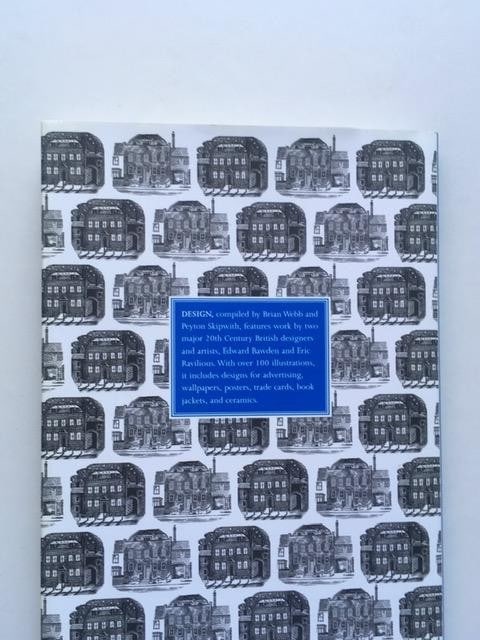 DESIGN, compiled by Brian Webb and
Peyton Skipwith, features work by two
major 20th Century British designers
and artists, Edward Bawden and Eric
Ravilious. With over 100 illustrations,
it includes designs for advertising,
wallpapers, posters, trade cards, book
jackets, and ceramics.